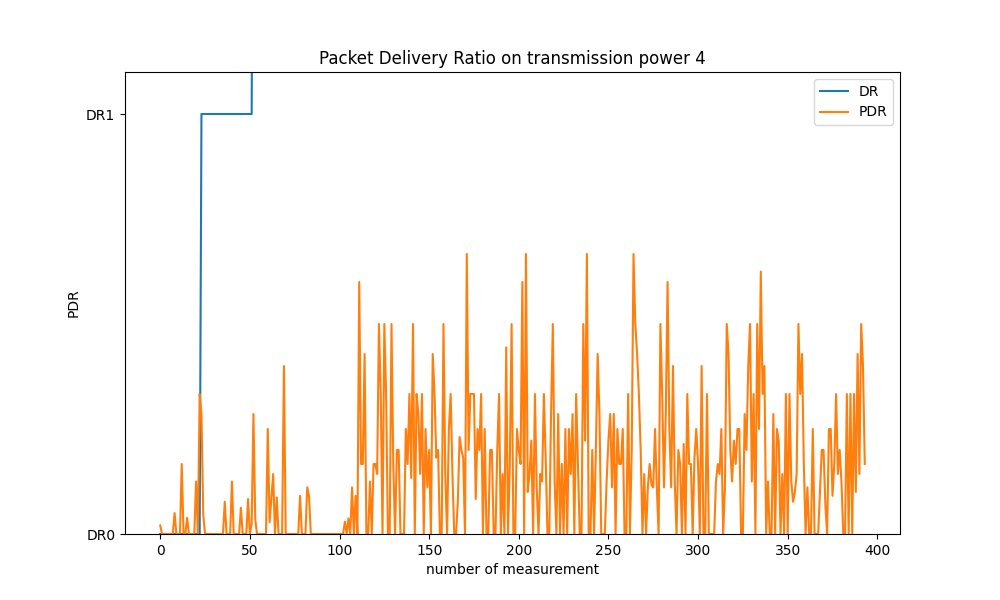 Packet Delivery Ratio on transmission power 4
DR
PDR
DR1
PDR
DR0
0 50 100 150 200 250 300 350 400
number of measurement